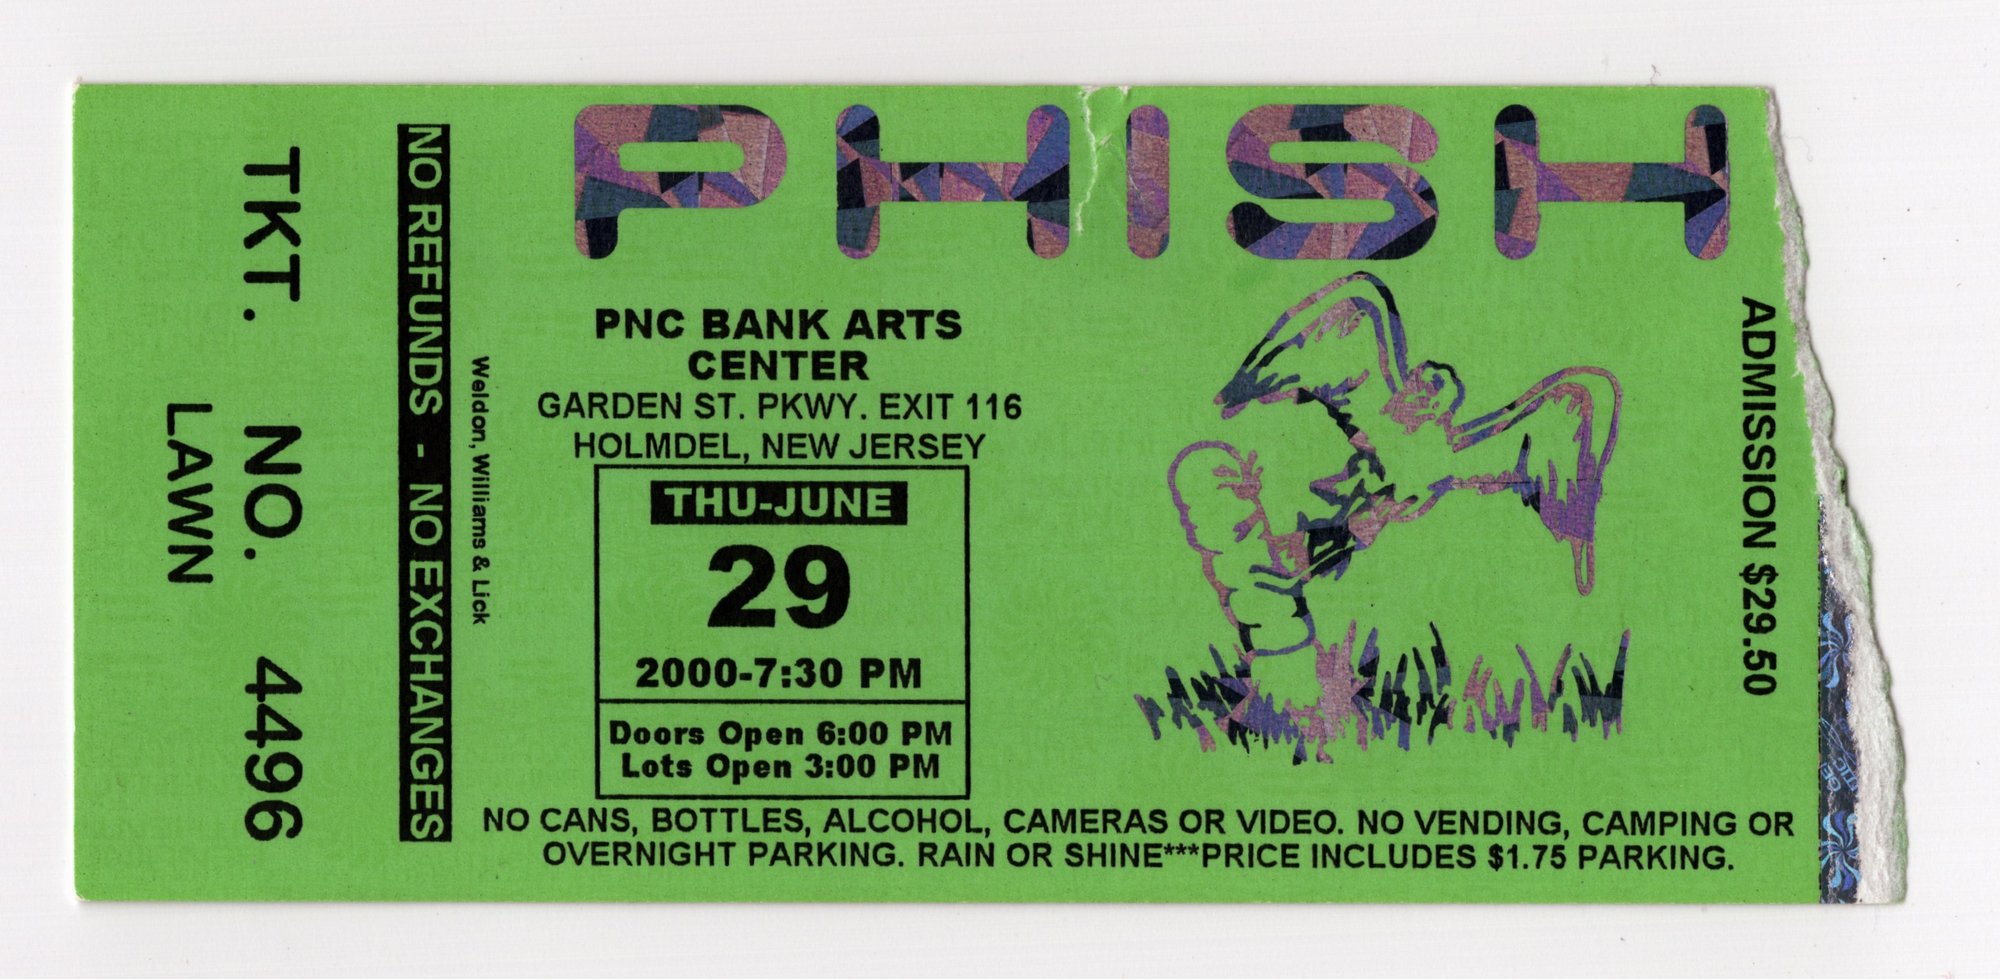 TKT. NO. 4496
LAWN
NO REFUNDS - NO EXCHANGES
Weldon, Williams & Lick
PHISH
PNC BANK ARTS
CENTER
GARDEN ST. PKWY. EXIT 116
HOLMDEL, NEW JERSEY
THU-JUNE
29
2000-7:30 PM
Doors Open 6:00 PM
Lots Open 3:00 PM
ADMISSION $29.50
NO CANS, BOTTLES, ALCOHOL, CAMERAS OR VIDEO. NO VENDING, CAMPING OR
OVERNIGHT PARKING. RAIN OR SHINE***PRICE INCLUDES $1.75 PARKING.